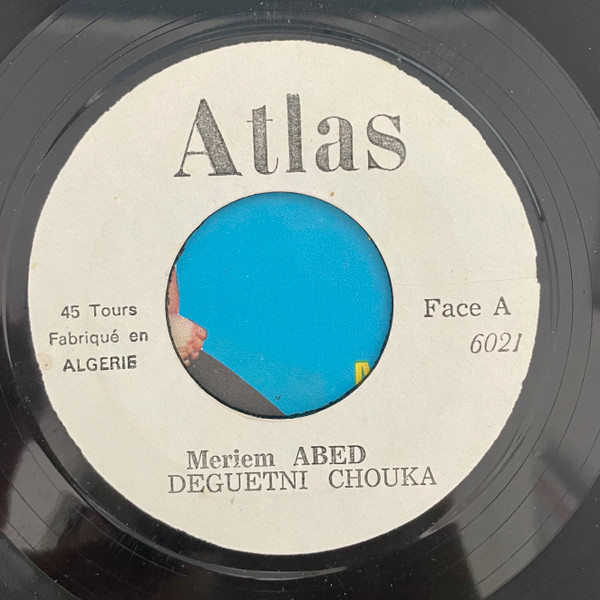 Atlas
45 Tours
Fabriqué en
ALGERIE
Face A
6021
Meriem ABED
DEGUETNI CHOUKA